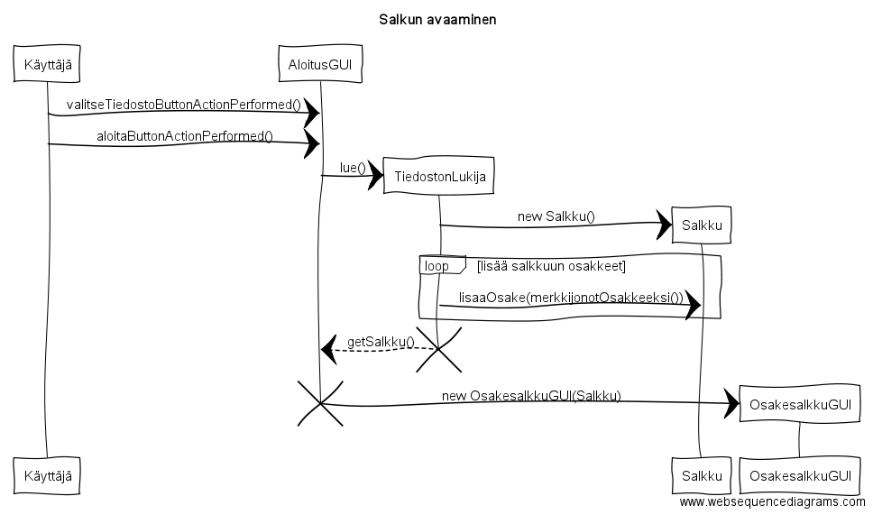 Salkun avaaminen
Käyttäjä
AloitusGUI
valitseTiedostoButtonActionPerformed()
aloitaButtonActionPerformed()
lue()
TiedostonLukija
new Salkku()
Salkku
loop
[lisää salkkuun osakkeet]
lisaaOsake(merkkijonotOsakkeeksi())
getSalkku()
new OsakesalkkuGUI(Salkku)
OsakesalkkuGUI
Käyttäjä
Salkku
OsakesalkkuGUI
www.websequencediagrams.com